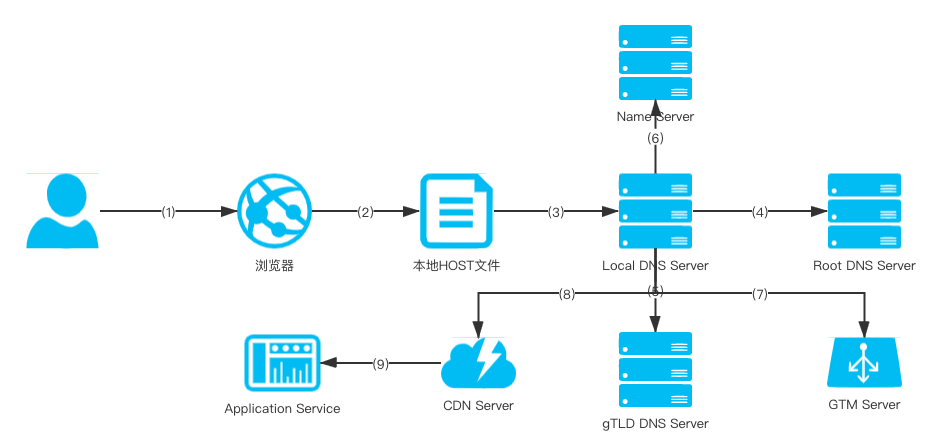 Name Server
(6)
(1)
(2)
(3)
(4)
浏览器
本地HOST文件
Local DNS Server
Root DNS Server
(8)
(5)
(7)
(9)
Application Service
CDN Server
gTLD DNS Server
GTM Server